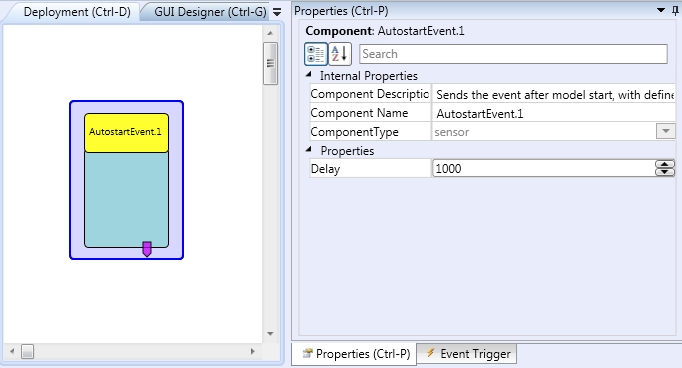 Deployment (Ctrl-D)
GUI Designer (Ctrl-G)
AutostartEvent.1
Properties (Ctrl-P)
Component: AutostartEvent.1
A
Z
Search
Internal Properties
Component Descriptio Sends the event after model start, with define
Component Name AutostartEvent.1
ComponentType sensor
Properties
Delay 1000
Properties (Ctrl-P)
Event Trigger